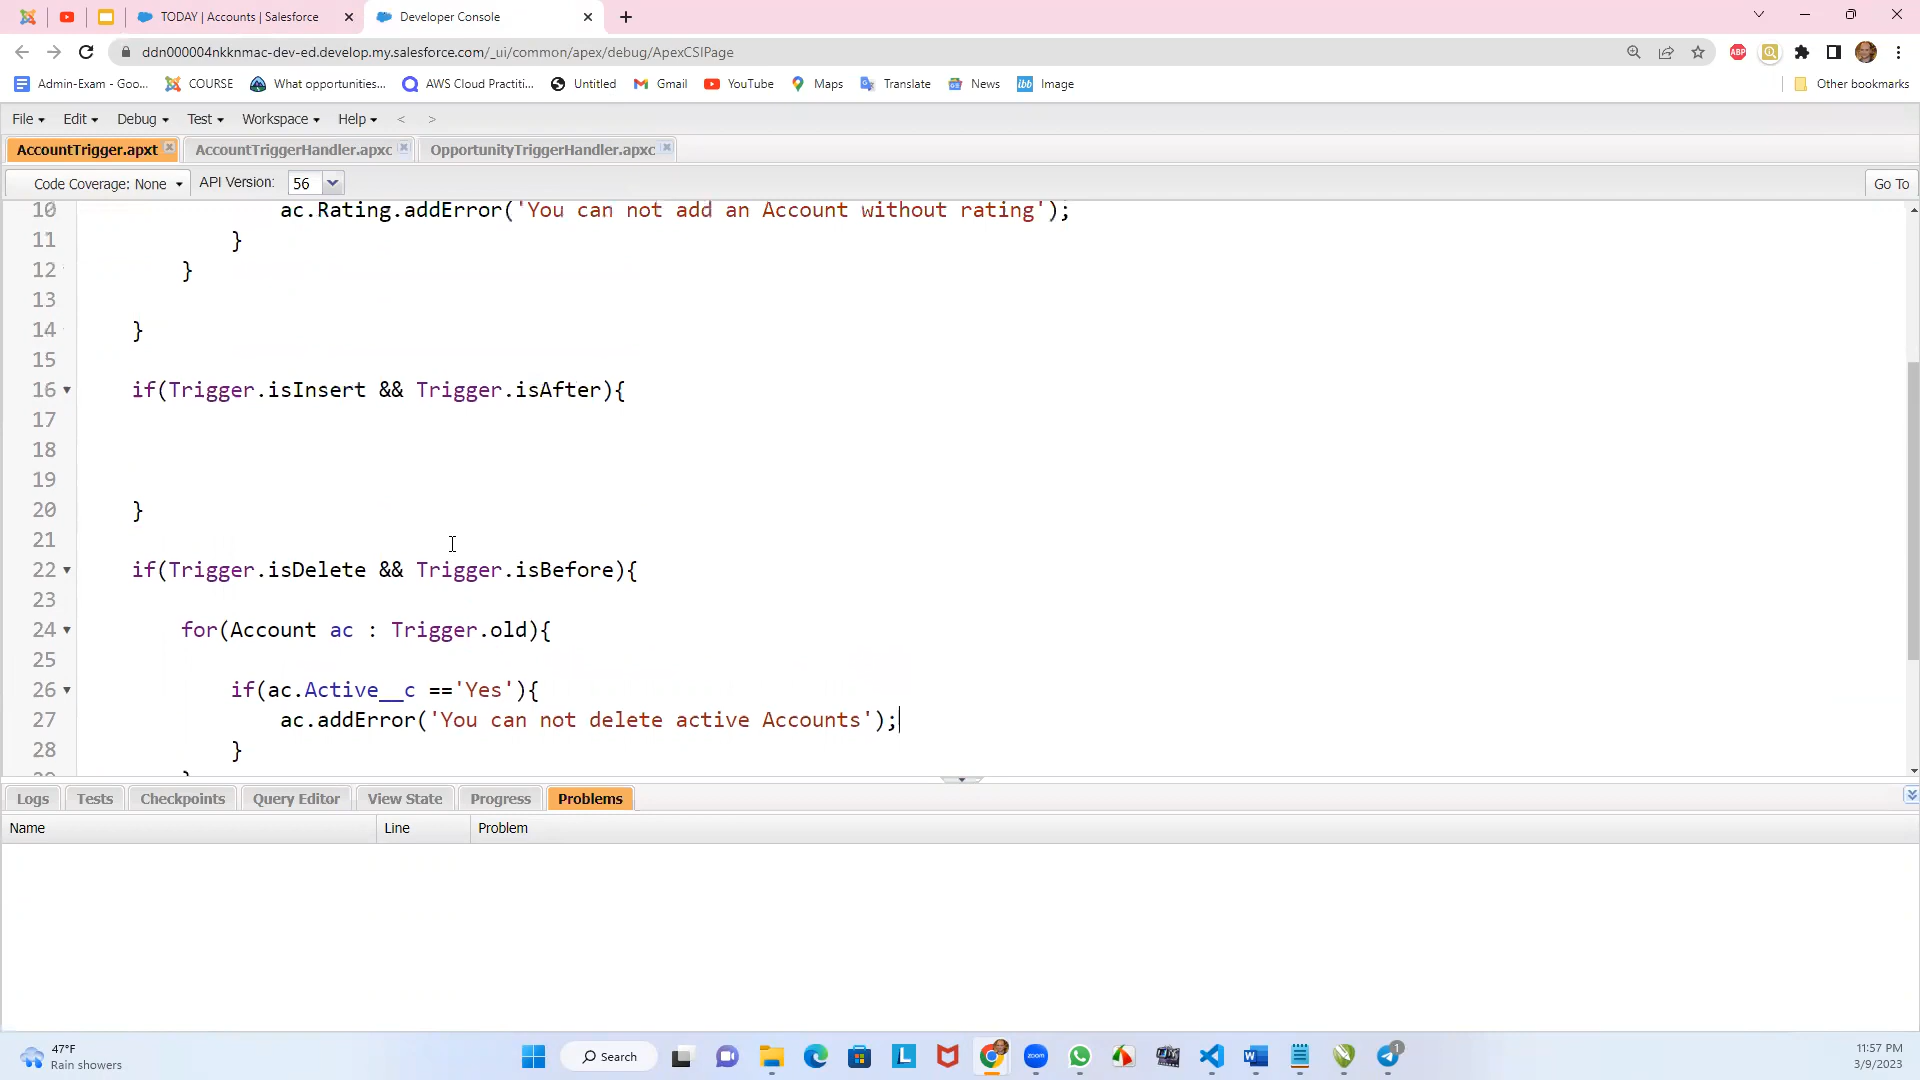 TODAY | Accounts | Salesforce
Developer Console
ddn000004nkknmac-dev-ed.develop.my.salesforce.com/_ui/common/apex/debug/ApexCSIPage
Admin-Exam - Goo... COURSE What opportunities... AWS Cloud Practiti... Untitled Gmail YouTube Maps Translate News Image Other bookmarks
File Edit Debug Test Workspace Help < >
AccountTrigger.apxt AccountTriggerHandler.apxc OpportunityTriggerHandler.apxc
Code Coverage: None API Version: 56 Go To
10 ac.Rating.addError('You can not add an Account without rating');
11 }
12 }
13
14 }
15
16 if(Trigger.isInsert && Trigger.isAfter){
17
18
19
20 }
21
22 if(Trigger.isDelete && Trigger.isBefore){
23
24 for(Account ac : Trigger.old){
25
26 if(ac.Active__c =='Yes'){
27 ac.addError('You can not delete active Accounts');
28 }
Logs Tests Checkpoints Query Editor View State Progress Problems
Name Line Problem
47°F
Rain showers
Search
zoom
1
11:57 PM
3/9/2023